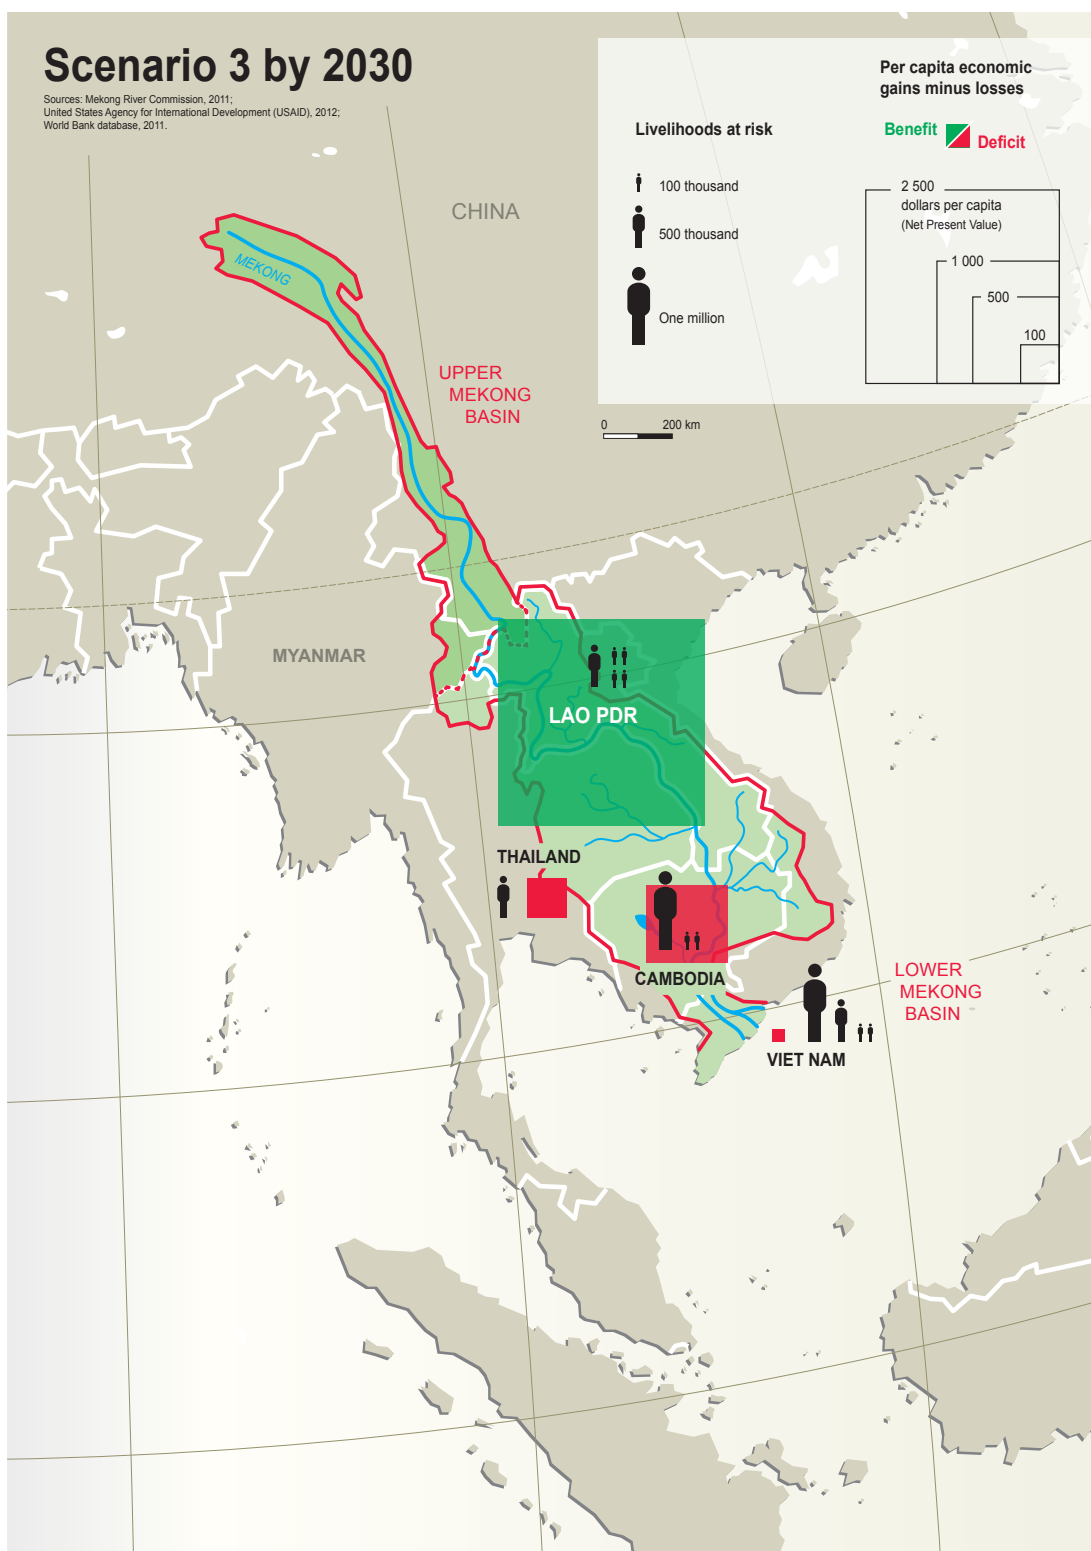 Scenario 3 by 2030
Sources: Mekong River Commission, 2011;
United States Agency for International Development (USAID), 2012;
World Bank database, 2011.
Per capita economic
gains minus losses
Livelihoods at risk
Benefit
Deficit
100 thousand
500 thousand
One million
2 500
dollars per capita
(Net Present Value)
1 000
500
100
0 200 km
CHINA
MEKONG
UPPER
MEKONG
BASIN
MYANMAR
LAO PDR
THAILAND
CAMBODIA
LOWER
MEKONG
BASIN
VIET NAM